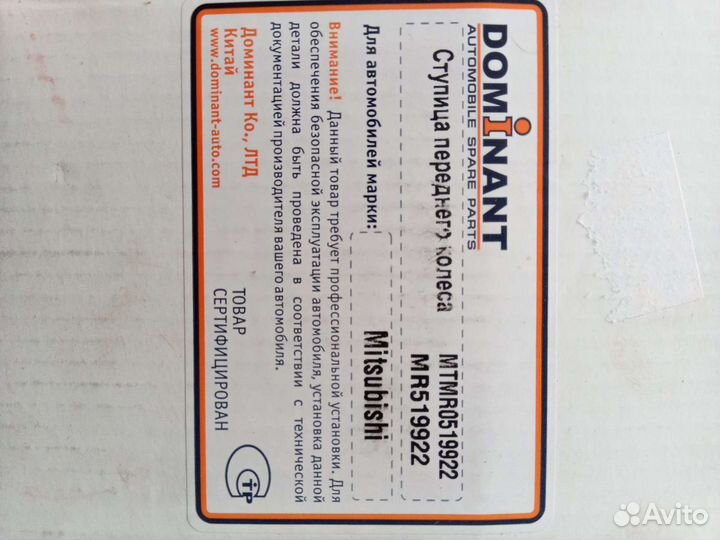 DOMiNANT
AUTOMOBILE SPARE PARTS
Ступица переднего колеса
MTMR0519922
MR519922
Для автомобилей марки:
Mitsubishi
Внимание! Данный товар требует профессиональной установки. Для
обеспечения безопасной эксплуатации автомобиля, установка данной
детали должна быть проведена в соответствии с технической
документацией производителя вашего автомобиля.
Доминант Ко., ЛТД
Китай
www.dominant-auto.com
ТОВАР
СЕРТИФИЦИРОВАН
Avito